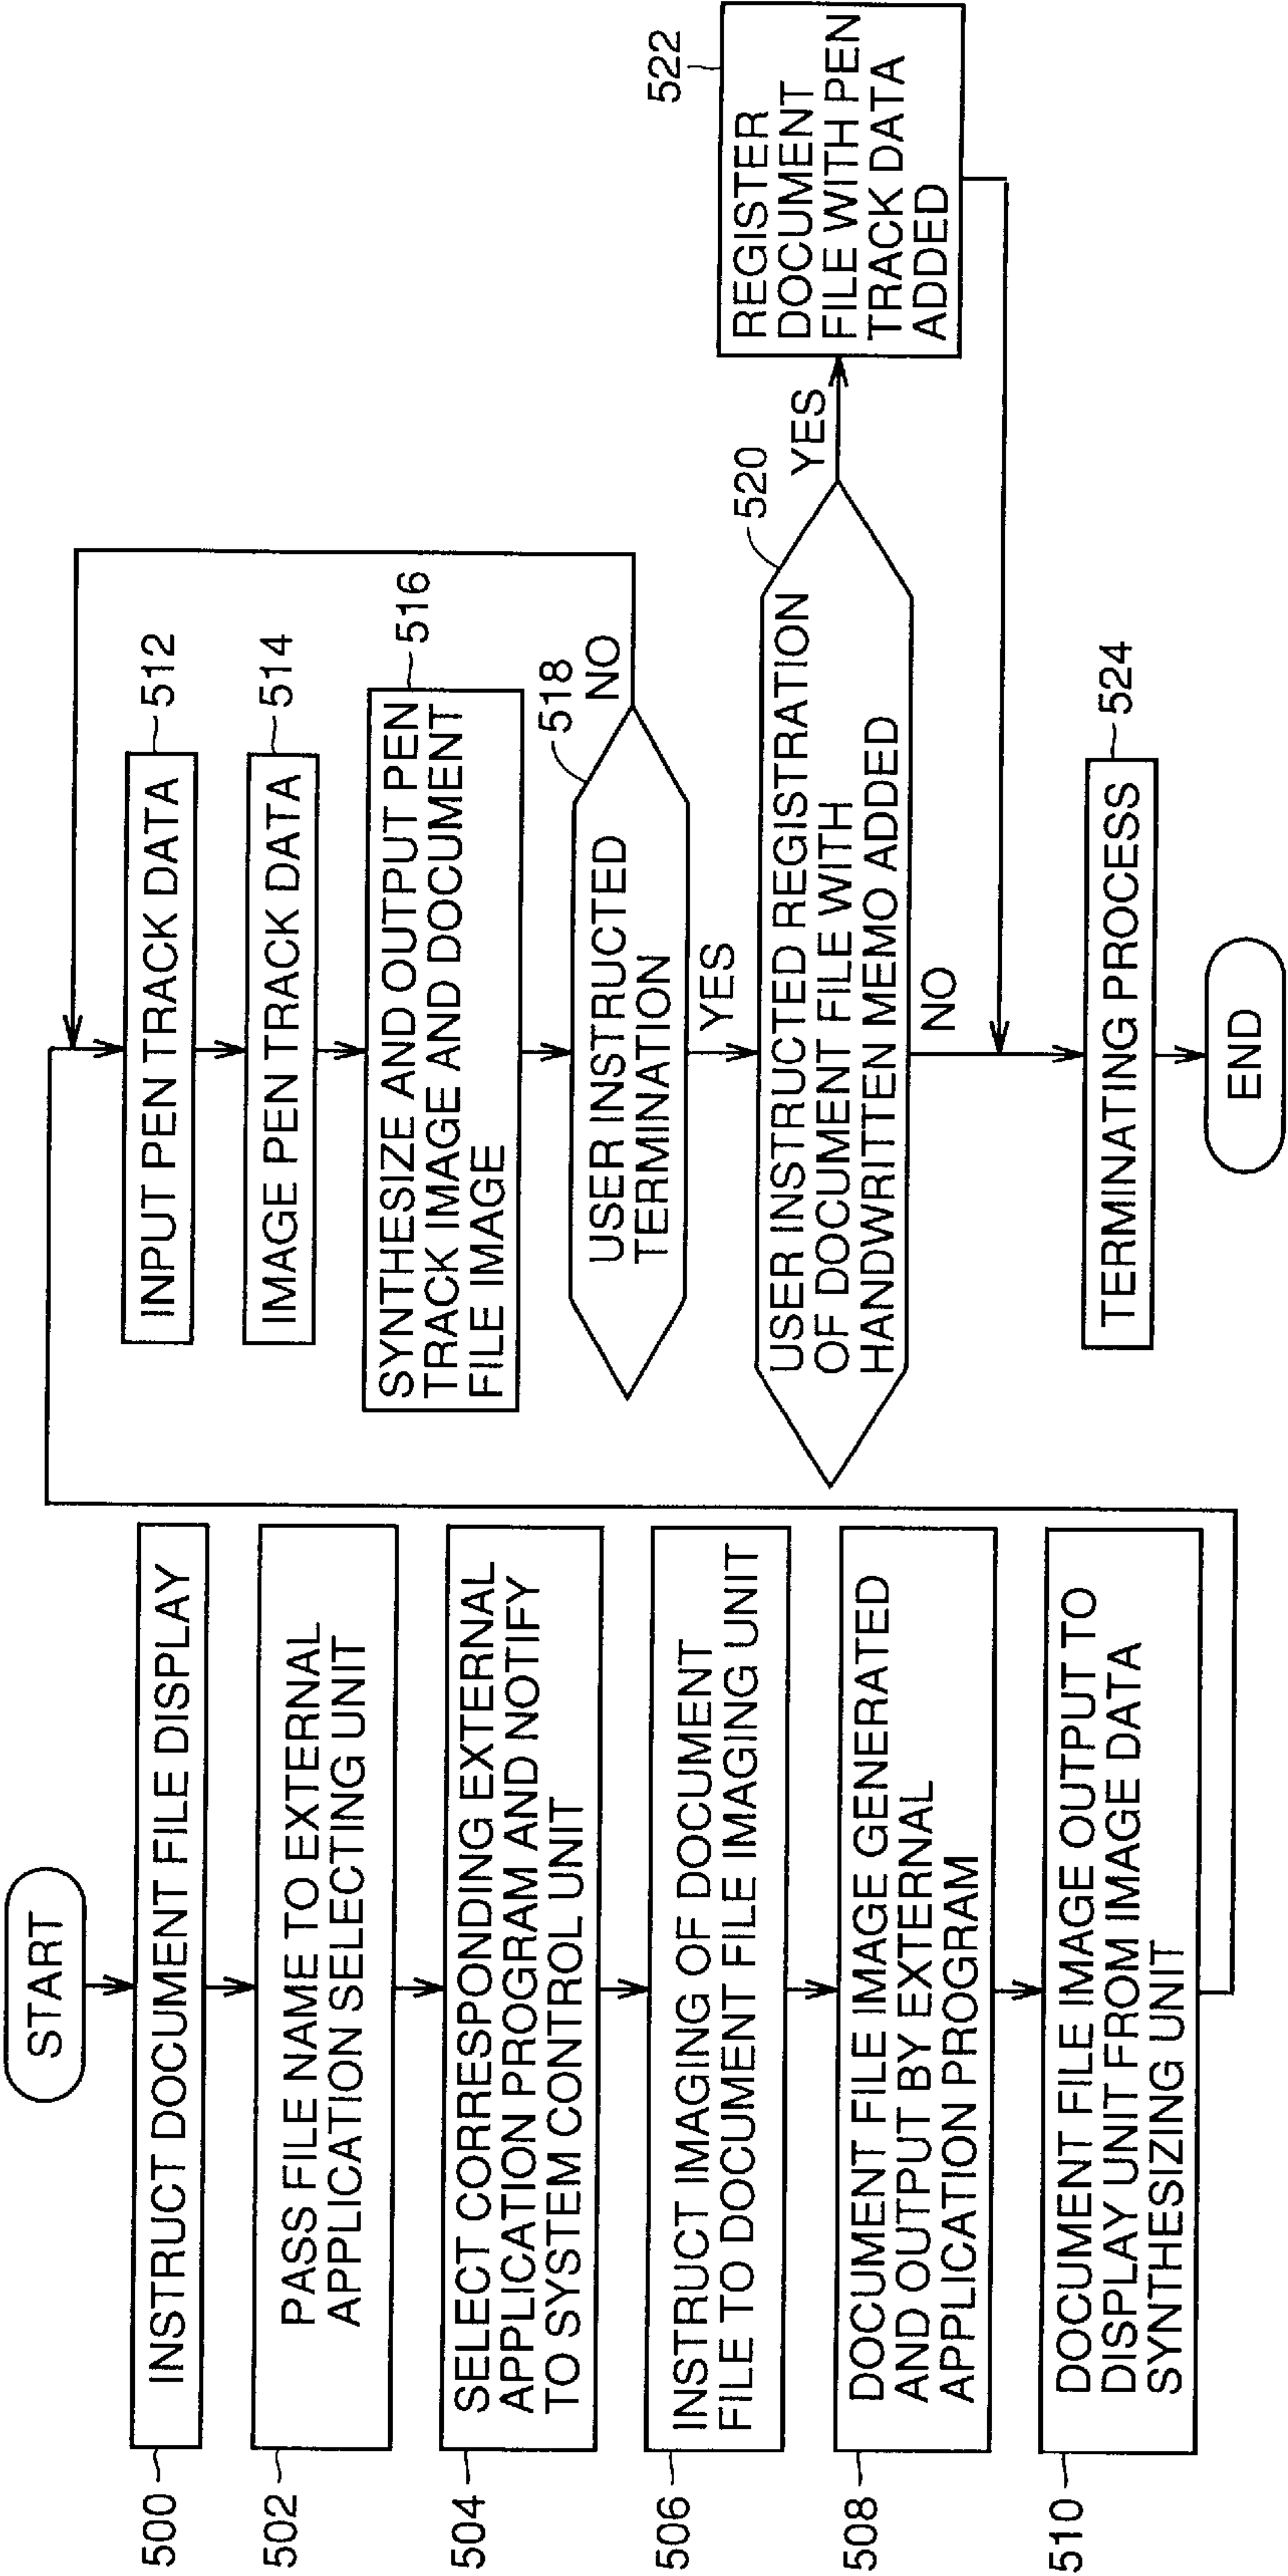 START
500
INSTRUCT DOCUMENT FILE DISPLAY
502
PASS FILE NAME TO EXTERNAL
APPLICATION SELECTING UNIT
504
SELECT CORRESPONDING EXTERNAL
APPLICATION PROGRAM AND NOTIFY
TO SYSTEM CONTROL UNIT
506
INSTRUCT IMAGING OF DOCUMENT
FILE TO DOCUMENT FILE IMAGING UNIT
508
DOCUMENT FILE IMAGE GENERATED
AND OUTPUT BY EXTERNAL
APPLICATION PROGRAM
510
DOCUMENT FILE IMAGE OUTPUT TO
DISPLAY UNIT FROM IMAGE DATA
SYNTHESIZING UNIT
INPUT PEN TRACK DATA
512
IMAGE PEN TRACK DATA
514
SYNTHESIZE AND OUTPUT PEN
TRACK IMAGE AND DOCUMENT
FILE IMAGE
516
USER INSTRUCTED
TERMINATION
518
NO
YES
USER INSTRUCTED REGISTRATION
OF DOCUMENT FILE WITH
HANDWRITTEN MEMO ADDED
520
YES
NO
522
REGISTER
DOCUMENT
FILE WITH PEN
TRACK DATA
ADDED
TERMINATING PROCESS
524
END